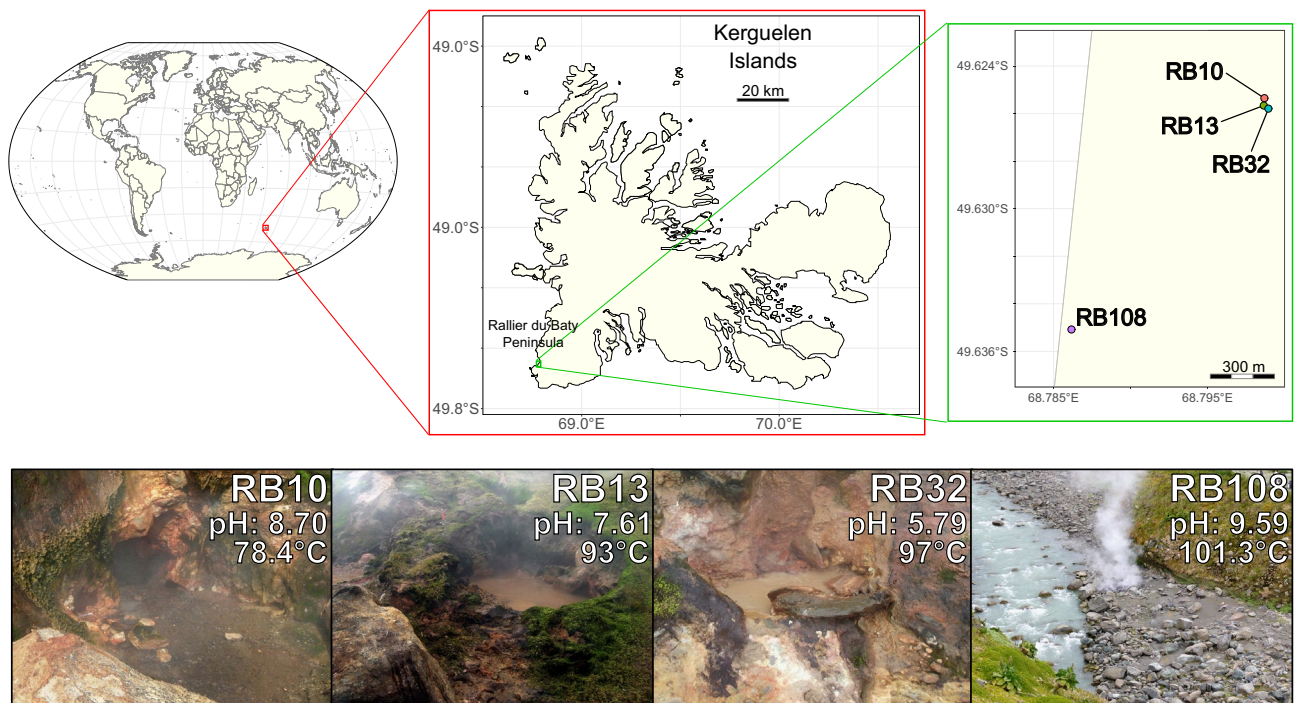 Kerguelen
Islands
20 km
49.0°S
49.0°S
49.8°S
69.0°E
70.0°E
Rallier du Baty
Peninsula
49.624°S
49.630°S
49.636°S
68.785°E
68.795°E
RB10
RB13
RB32
RB108
300 m
RB10
pH: 8.70
78.4°C
RB13
pH: 7.61
93°C
RB32
pH: 5.79
97°C
RB108
pH: 9.59
101.3°C